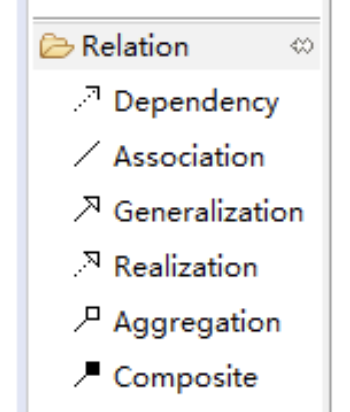 Relation
Dependency
Association
Generalization
Realization
Aggregation
Composite